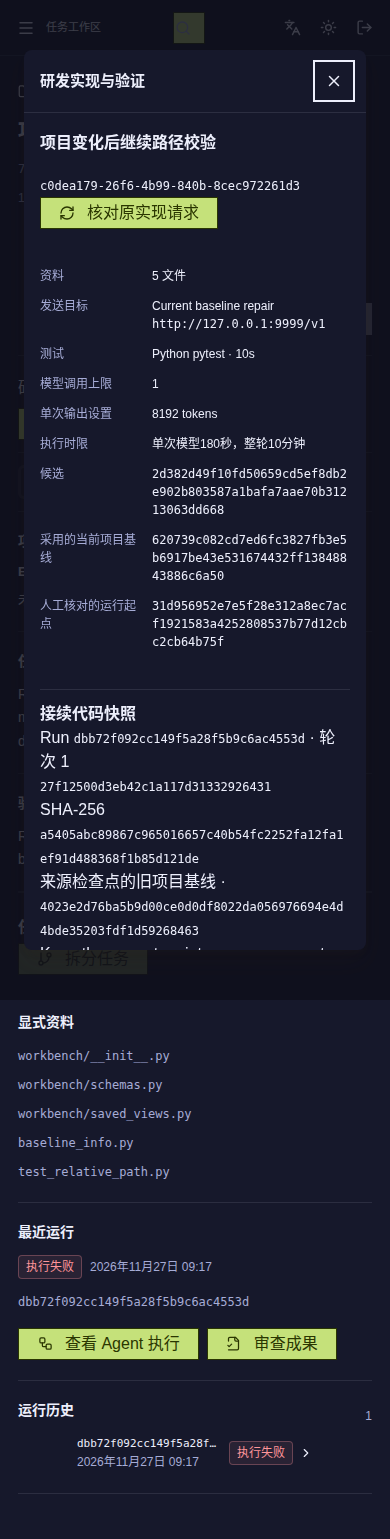 任务工作区
研发实现与验证
项目变化后继续路径校验
c0dea179-26f6-4b99-840b-8cec972261d3
核对原实现请求
资料 5 文件
发送目标 Current baseline repair
http://127.0.0.1:9999/v1
测试 Python pytest · 10s
模型调用上限 1
单次输出设置 8192 tokens
执行时限 单次模型180秒，整轮10分钟
候选 2d382d49f10fd50659cd5ef8db2
e902b803587a1bafa7aae70b312
13063dd668
采用的当前项目基 620739c082cd7ed6fc3827fb3e5
线 b6917be43e531674432ff138488
43886c6a50
人工核对的运行起 31d956952e7e5f28e312a8ec7ac
点 f1921583a4252808537b77d12cb
c2cb64b75f
接续代码快照
Run dbb72f092cc149f5a28f5b9c6ac4553d · 轮
次 1
27f12500d3eb42c1a117d31332926431
SHA-256
a5405abc89867c965016657c40b54fc2252fa12fa1
ef91d488368f1b85d121de
来源检查点的旧项目基线 ·
4023e2d76ba5b9d00ce0d0df8022da056976694e4d
4bde35203fdf1d59268463
拆分任务
显式资料
workbench/__init__.py
workbench/schemas.py
workbench/saved_views.py
baseline_info.py
test_relative_path.py
最近运行
执行失败 2026年11月27日 09:17
dbb72f092cc149f5a28f5b9c6ac4553d
查看 Agent 执行 审查成果
运行历史 1
dbb72f092cc149f5a28f…
2026年11月27日 09:17 执行失败